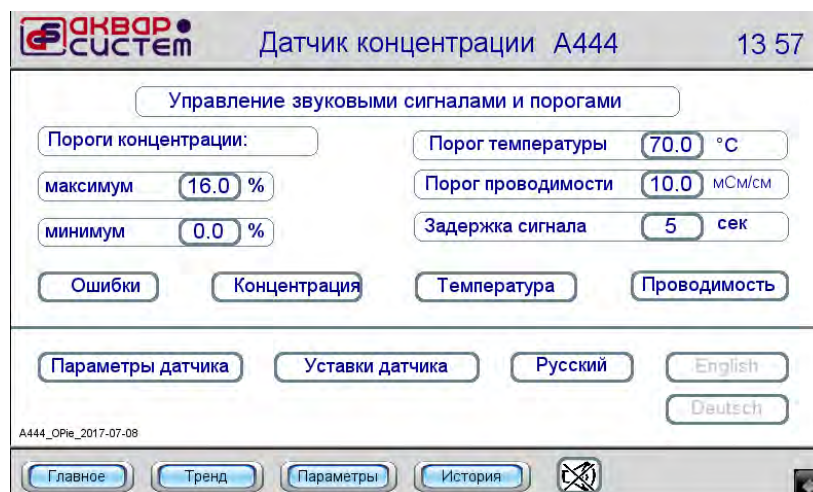 аквар
систем
Датчик концентрации A444
13 57
Управление звуковыми сигналами и порогами
Пороги концентрации:
Порог температуры 70.0 °C
максимум 16.0 %
Порог проводимости 10.0 мСм/см
минимум 0.0 %
Задержка сигнала 5 сек
Ошибки
Концентрация
Температура
Проводимость
Параметры датчика
Уставки датчика
Русский
English
Deutsch
A444_OPie_2017-07-08
Главное
Тренд
Параметры
История